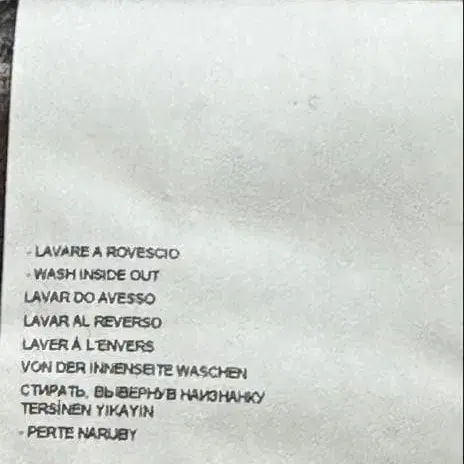 - LAVARE A ROVESCIO
- WASH INSIDE OUT
LAVAR DO AVESSO
LAVAR AL REVERSO
LAVER À L'ENVERS
VON DER INNENSEITE WASCHEN
СТИРАТЬ, ВЫВЕРНУВ НАИЗНАНКУ
TERSİNEN YIKAYIN
- PERTE NARUBY